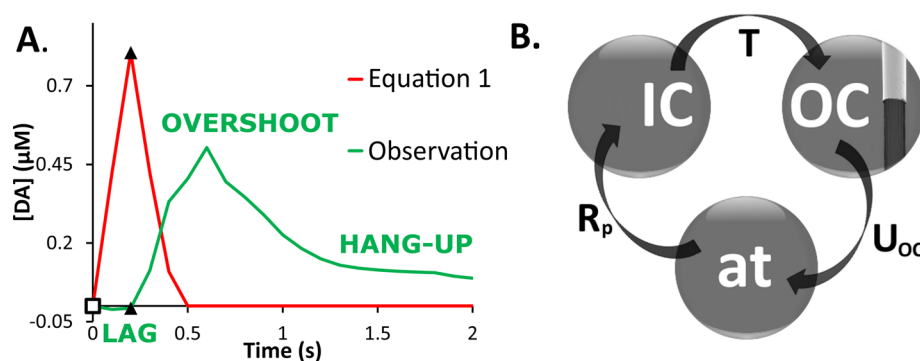 A.
[DA] (µM)
0.7
0.45
0.2
-0.05
0
0.5
1
1.5
2
Time (s)
Equation 1
Observation
OVERSHOOT
HANG-UP
LAG
B.
T
IC
OC
Rp
Uoc
at